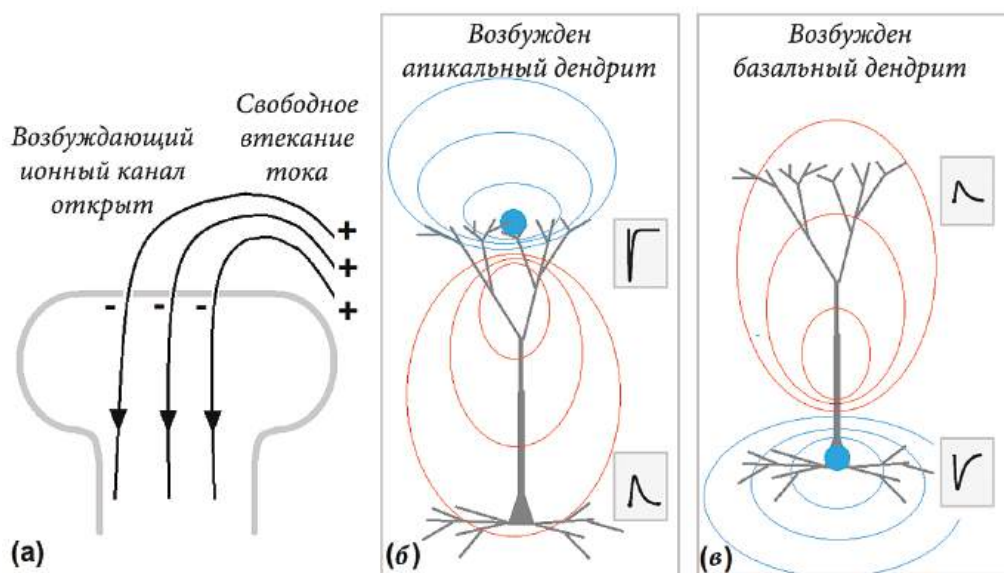 Возбуждающий
ионный канал
открыт
Свободное
втекание
тока
+
+
+
-
-
-
(а)
Возбужден
апикальный дендрит
(б)
Возбужден
базальный дендрит
(в)